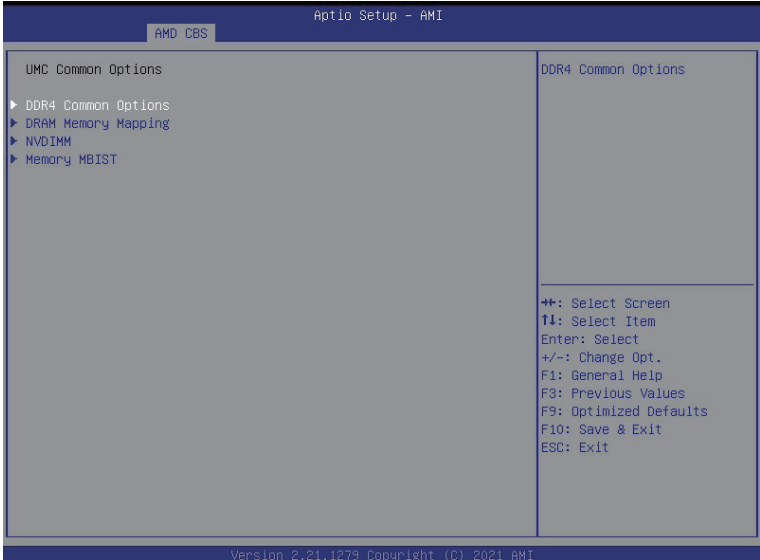 Aptio Setup - AMI
AMD CBS
UMC Common Options
DDR4 Common Options
DRAM Memory Mapping
NVDIMM
Memory MBIST
DDR4 Common Options
→←: Select Screen
↑↓: Select Item
Enter: Select
+/-: Change Opt.
F1: General Help
F3: Previous Values
F9: Optimized Defaults
F10: Save & Exit
ESC: Exit
Version 2.21.1279 Copyright (C) 2021 AMI